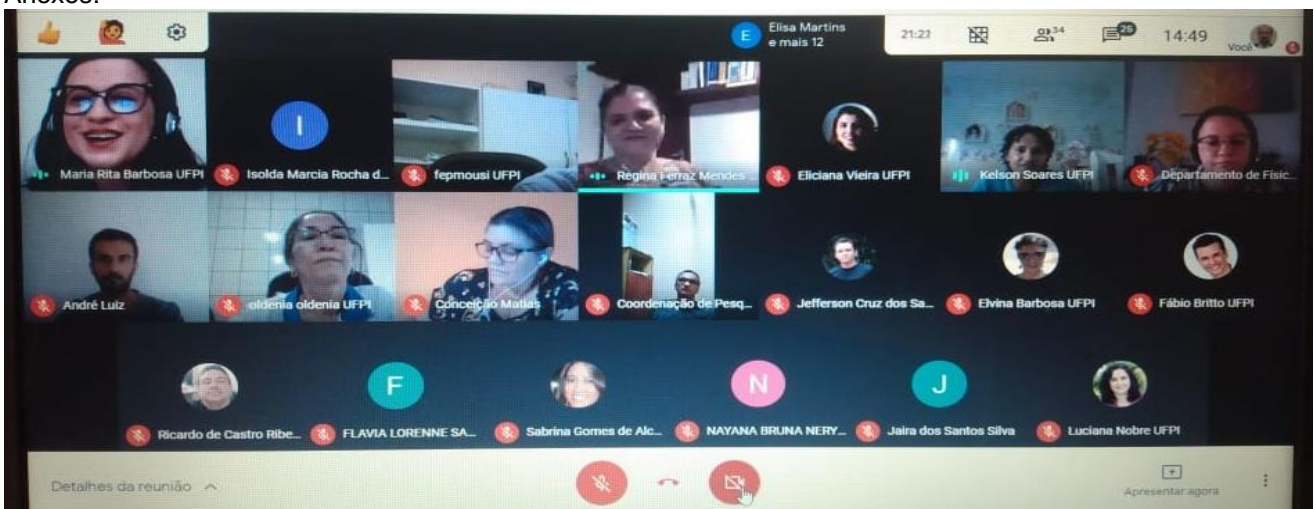 Anexos:
E
Elisa Martins
e mais 12
21:21
34
25
14:49
Você
I
Maria Rita Barbosa UFPI
Isolda Marcia Rocha d...
fepmousi UFPI
Regina Ferraz Mendes ...
Eliciana Vieira UFPI
Kelson Soares UFPI
Departamento de Físic...
André Luiz
oldenia oldenia UFPI
Conceição Matias
Coordenação de Pesq...
Jefferson Cruz dos Sa...
Elvina Barbosa UFPI
Fábio Britto UFPI
F
N
J
Ricardo de Castro Ribe...
FLAVIA LORENNE SA...
Sabrina Gomes de Alc...
NAYANA BRUNA NERY...
Jaira dos Santos Silva
Luciana Nobre UFPI
Detalhes da reunião
Apresentar agora